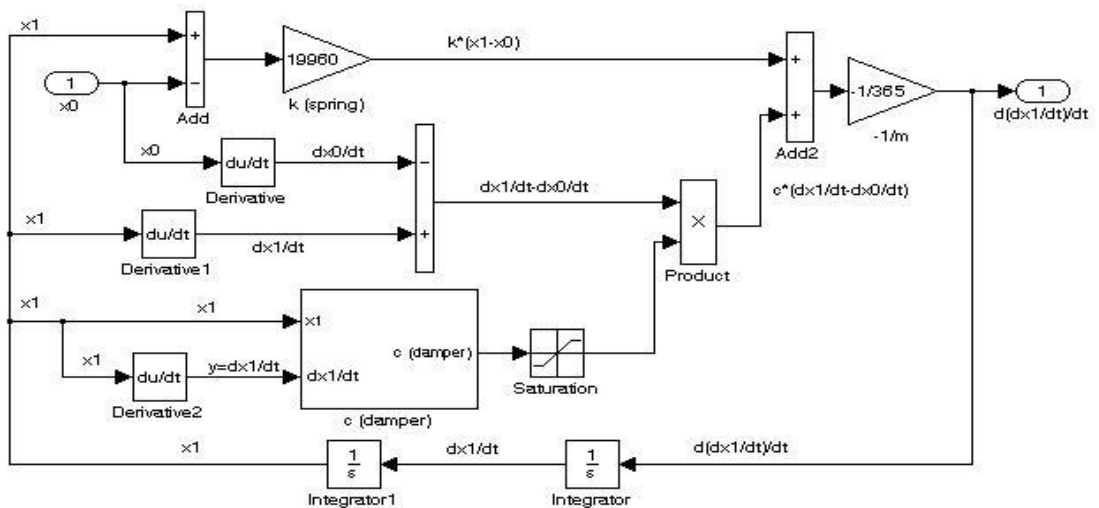 x1
+
−
1
x0
Add
19960
k (spring)
k*(x1-x0)
+
+
Add2
-1/365
-1/m
1
d(dx1/dt)/dt
x0
du/dt
Derivative
dx0/dt
−
+
dx1/dt-dx0/dt
×
Product
c*(dx1/dt-dx0/dt)
x1
du/dt
Derivative1
dx1/dt
x1
x1
x1
c (damper)
dx1/dt
c (damper)
Saturation
x1
du/dt
Derivative2
y=dx1/dt
x1
1
s
Integrator1
dx1/dt
1
s
Integrator
d(dx1/dt)/dt